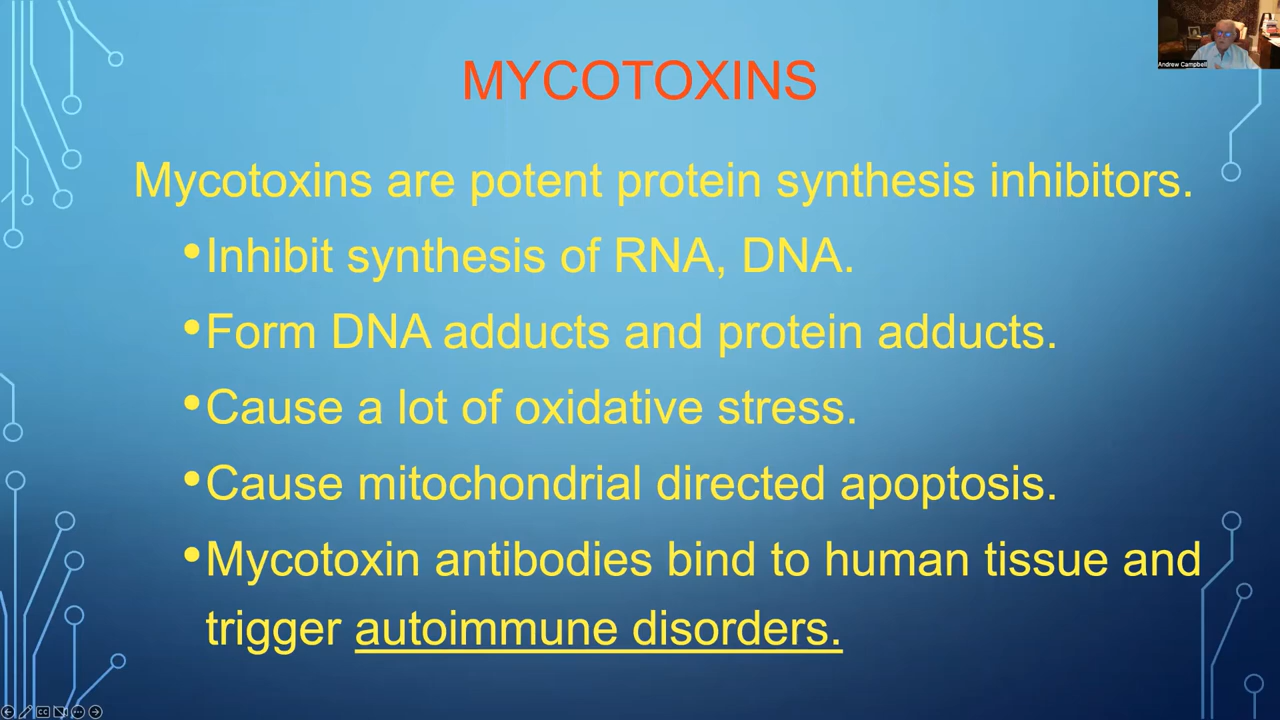 Andrew Campbell
MYCOTOXINS
Mycotoxins are potent protein synthesis inhibitors.
•Inhibit synthesis of RNA, DNA.
•Form DNA adducts and protein adducts.
•Cause a lot of oxidative stress.
•Cause mitochondrial directed apoptosis.
•Mycotoxin antibodies bind to human tissue and
trigger autoimmune disorders.